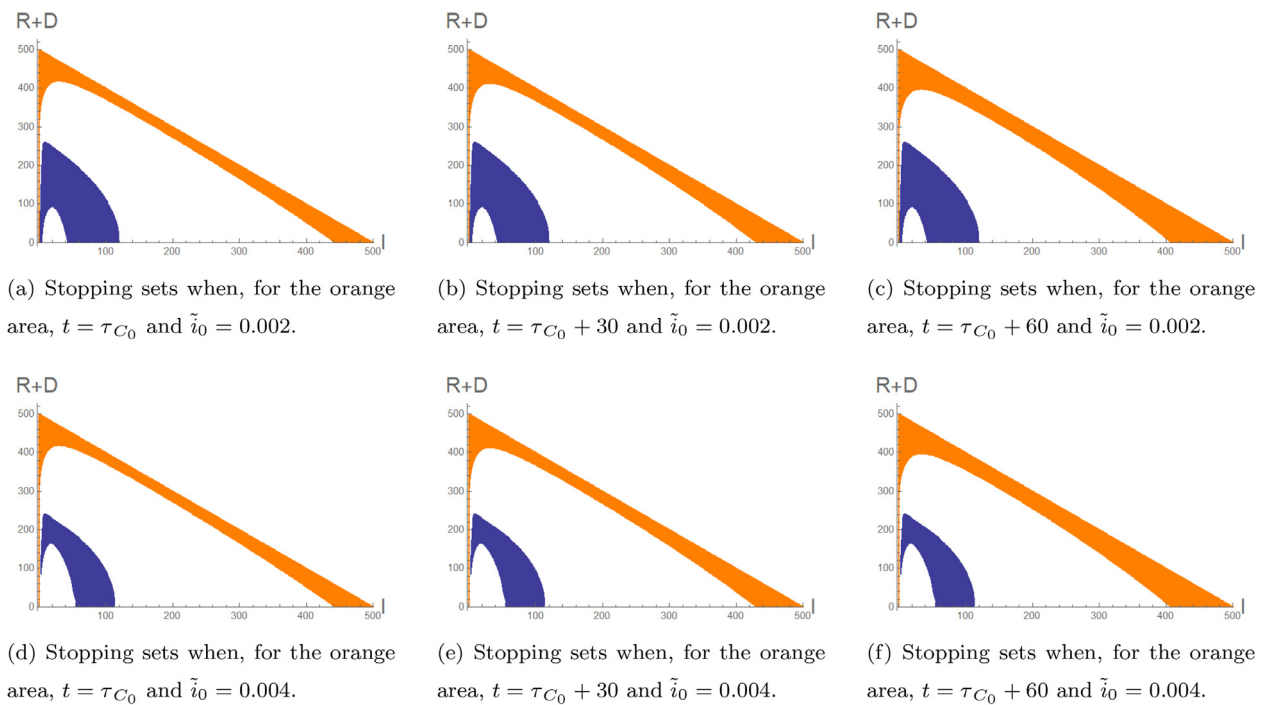 R+D
500
400
300
200
100
0
100 200 300 400 500 I
(a) Stopping sets when, for the orange
area, t = τ_{C_0} and ĩ_0 = 0.002.
R+D
500
400
300
200
100
0
100 200 300 400 500 I
(b) Stopping sets when, for the orange
area, t = τ_{C_0} + 30 and ĩ_0 = 0.002.
R+D
500
400
300
200
100
0
100 200 300 400 500 I
(c) Stopping sets when, for the orange
area, t = τ_{C_0} + 60 and ĩ_0 = 0.002.
R+D
500
400
300
200
100
0
100 200 300 400 500 I
(d) Stopping sets when, for the orange
area, t = τ_{C_0} and ĩ_0 = 0.004.
R+D
500
400
300
200
100
0
100 200 300 400 500 I
(e) Stopping sets when, for the orange
area, t = τ_{C_0} + 30 and ĩ_0 = 0.004.
R+D
500
400
300
200
100
0
100 200 300 400 500 I
(f) Stopping sets when, for the orange
area, t = τ_{C_0} + 60 and ĩ_0 = 0.004.